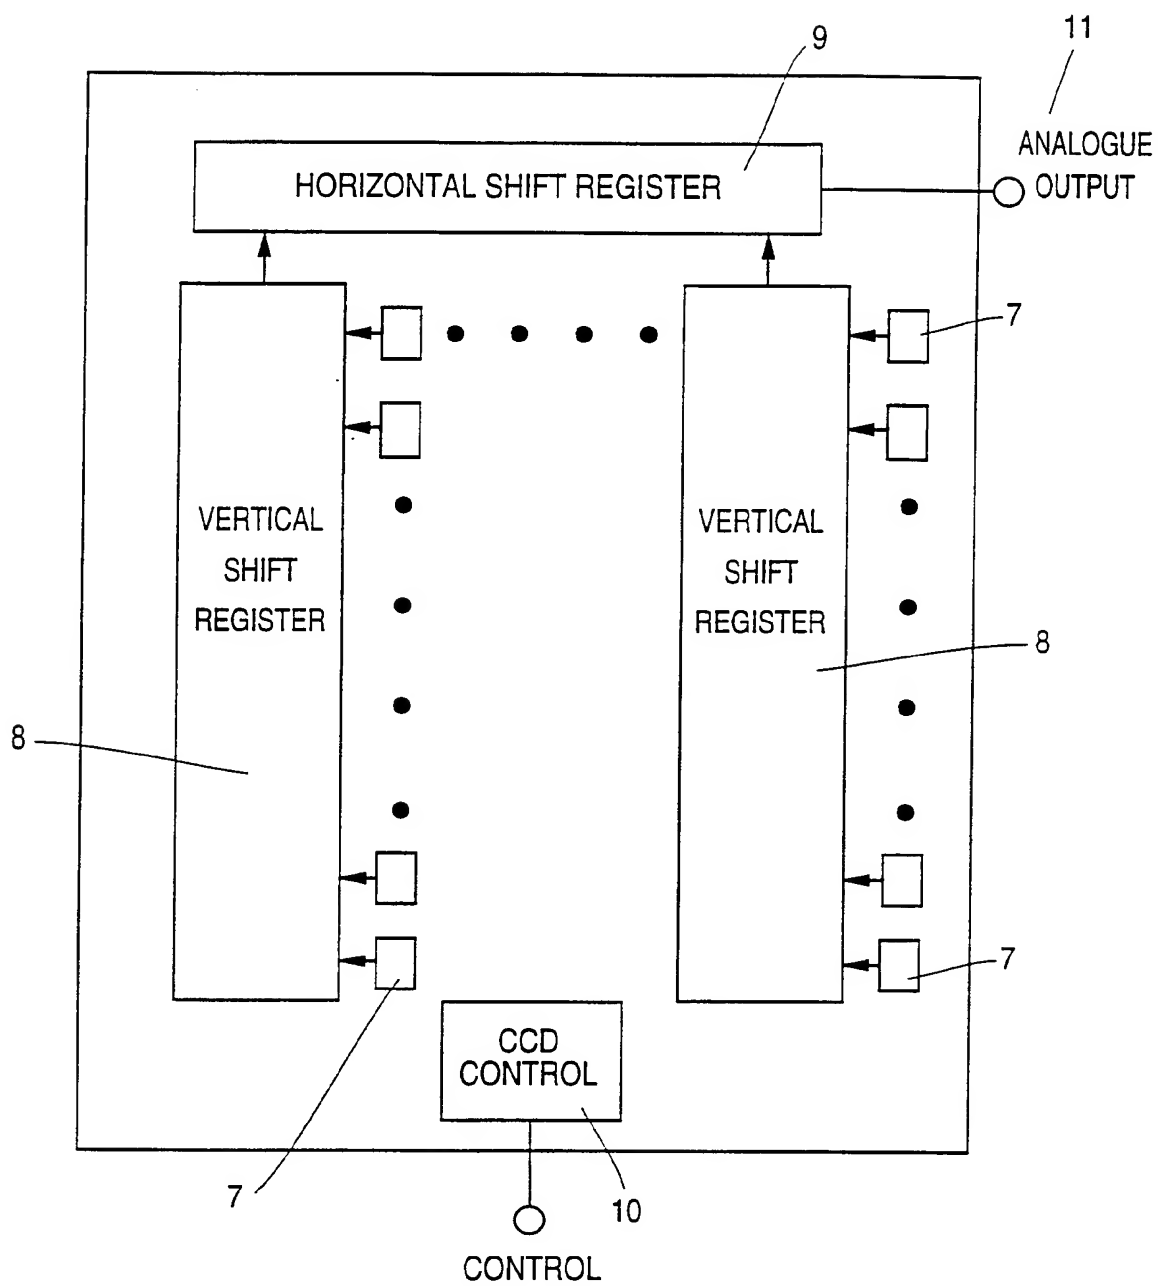 9
11
ANALOGUE
OUTPUT
HORIZONTAL SHIFT REGISTER
7
VERTICAL
SHIFT
REGISTER
VERTICAL
SHIFT
REGISTER
8
8
7
CCD
CONTROL
7
10
CONTROL